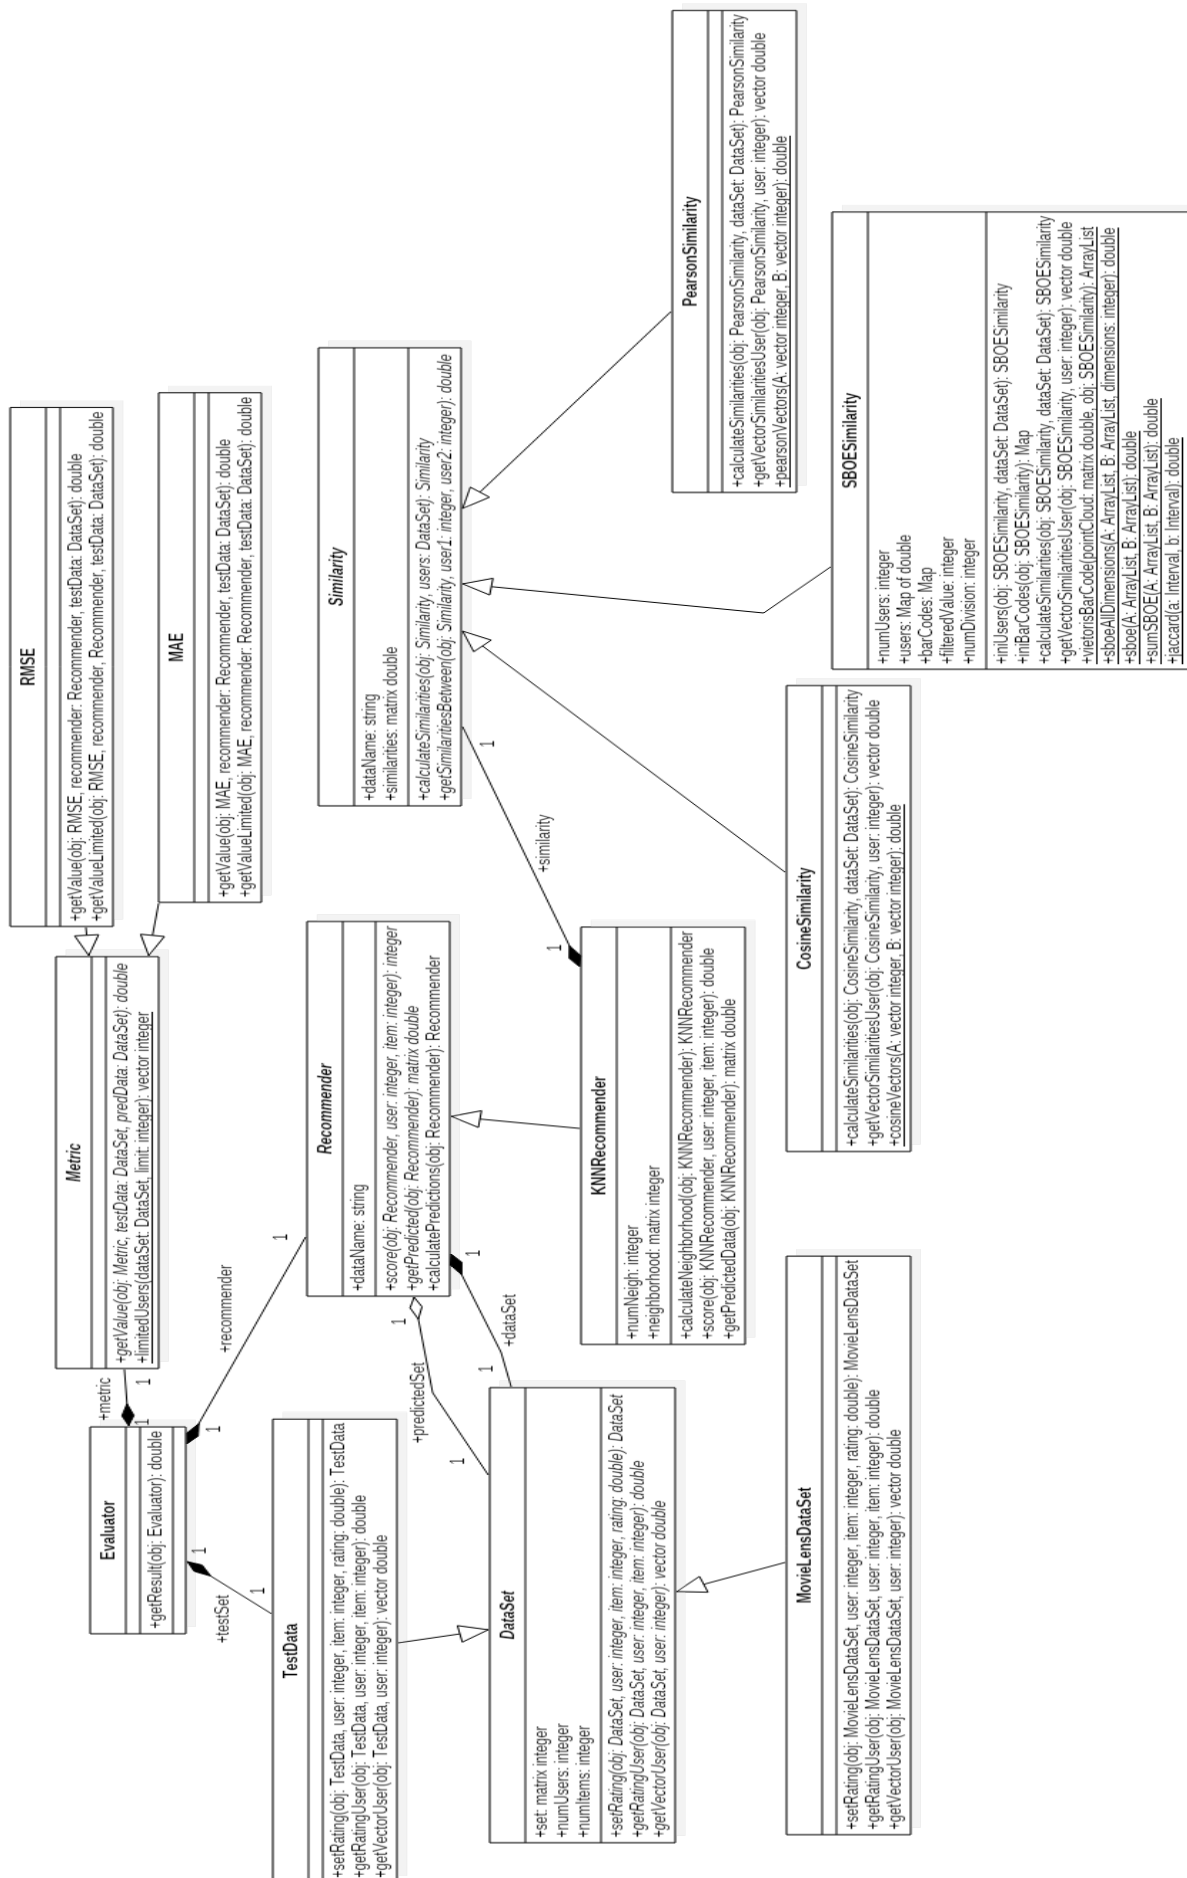 RMSE
+getValue(obj: RMSE, recommender: Recommender, testData: DataSet): double
+getValueLimited(obj: RMSE, recommender, Recommender, testData: DataSet): double
MAE
+getValue(obj: MAE, recommender: Recommender, testData: DataSet): double
+getValueLimited(obj: MAE, recommender: Recommender, testData: DataSet): double
Metric
+getValue(obj: Metric, testData: DataSet, predData: DataSet): double
+limitedUsers(dataSet: DataSet, limit: integer): vector integer
+metric
1
1
Evaluator
+getResult(obj: Evaluator): double
1
+recommender
1
1
+testSet
1
TestData
+setRating(obj: TestData, user: integer, item: integer, rating: double): TestData
+getRatingUser(obj: TestData, user: integer, item: integer): double
+getVectorUser(obj: TestData, user: integer): vector double
Recommender
+dataName: string
+score(obj: Recommender, user: integer, item: integer): integer
+getPredicted(obj: Recommender): matrix double
+calculatePredictions(obj: Recommender): Recommender
1
+predictedSet
1
1
+dataSet
1
Similarity
+dataName: string
+similarities: matrix double
+calculateSimilarities(obj: Similarity, users: DataSet): Similarity
+getSimilaritiesBetween(obj: Similarity, user1: integer, user2: integer): double
1
+similarity
1
DataSet
+set: matrix integer
+numUsers: integer
+numItems: integer
+setRating(obj: DataSet, user: integer, item: integer, rating: double): DataSet
+getRatingUser(obj: DataSet, user: integer, item: integer): double
+getVectorUser(obj: DataSet, user: integer): vector double
KNNRecommender
+numNeigh: integer
+neighborhood: matrix integer
+calculateNeighborhood(obj: KNNRecommender): KNNRecommender
+score(obj: KNNRecommender, user: integer, item: integer): double
+getPredictedData(obj: KNNRecommender): matrix double
PearsonSimilarity
+calculateSimilarities(obj: PearsonSimilarity, dataSet: DataSet): PearsonSimilarity
+getVectorSimilaritiesUser(obj: PearsonSimilarity, user: integer): vector double
+pearsonVectors(A: vector integer, B: vector integer): double
MovieLensDataSet
+setRating(obj: MovieLensDataSet, user: integer, item: integer, rating: double): MovieLensDataSet
+getRatingUser(obj: MovieLensDataSet, user: integer, item: integer): double
+getVectorUser(obj: MovieLensDataSet, user: integer): vector double
CosineSimilarity
+calculateSimilarities(obj: CosineSimilarity, dataSet: DataSet): CosineSimilarity
+getVectorSimilaritiesUser(obj: CosineSimilarity, user: integer): vector double
+cosineVectors(A: vector integer, B: vector integer): double
SBOESimilarity
+numUsers: integer
+users: Map of double
+barCodes: Map
+filteredValue: integer
+numDivision: integer
+iniUsers(obj: SBOESimilarity, dataSet: DataSet): SBOESimilarity
+iniBarCodes(obj: SBOESimilarity): Map
+calculateSimilarities(obj: SBOESimilarity, dataSet: DataSet): SBOESimilarity
+getVectorSimilaritiesUser(obj: SBOESimilarity, user: integer): vector double
+vietorisBarCode(pointCloud: matrix double, obj: SBOESimilarity): ArrayList
+sboeAllDimensions(A: ArrayList, B: ArrayList, dimensions: integer): double
+sboe(A: ArrayList, B: ArrayList): double
+sumSBOE(A: ArrayList, B: ArrayList): double
+jaccard(a: Interval, b: Interval): double